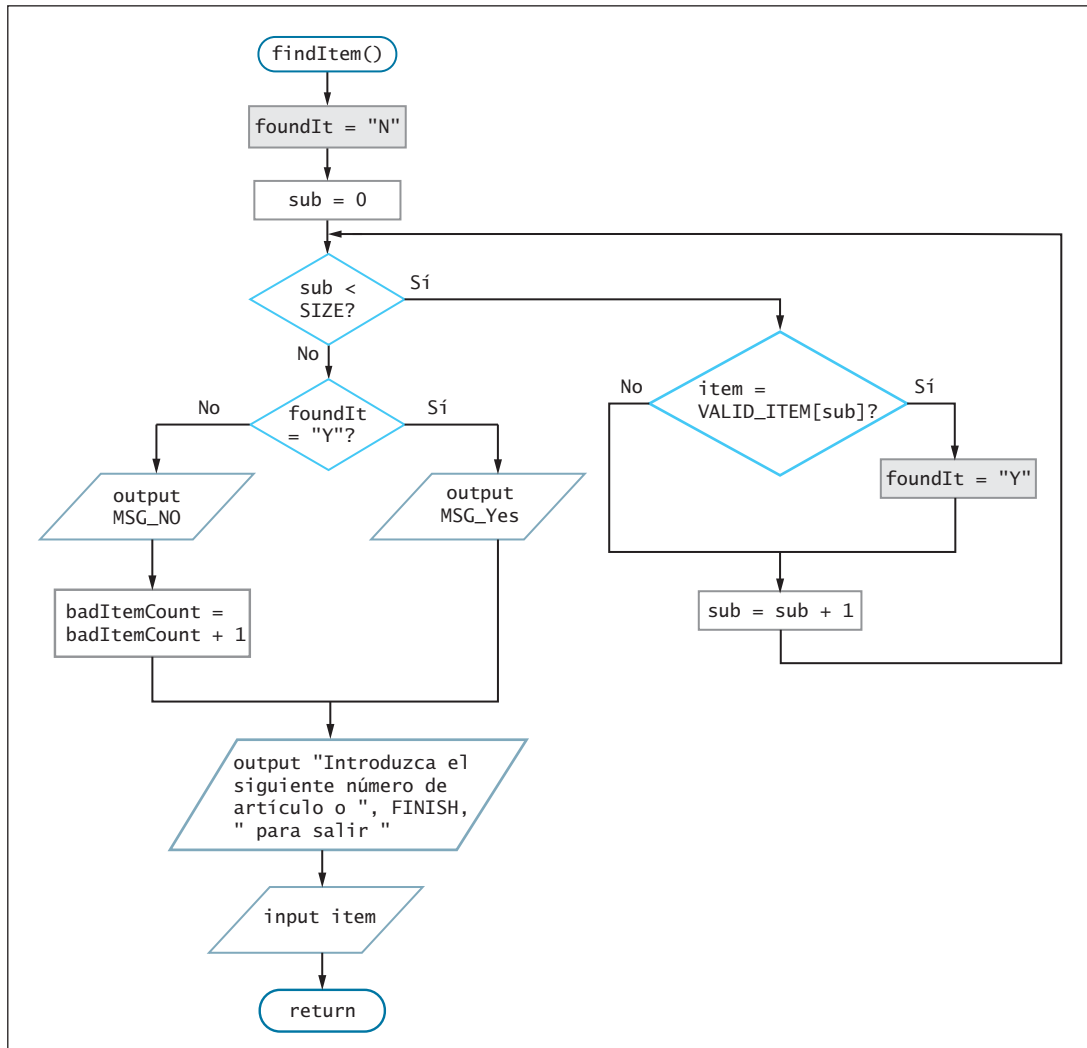 findItem()
foundIt = "N"
sub = 0
sub <
SIZE?
Sí
No
item =
VALID_ITEM[sub]?
No
Sí
foundIt = "Y"
sub = sub + 1
foundIt
= "Y"?
No
Sí
output
MSG_NO
output
MSG_Yes
badItemCount =
badItemCount + 1
output "Introduzca el
siguiente número de
artículo o ", FINISH,
" para salir "
input item
return